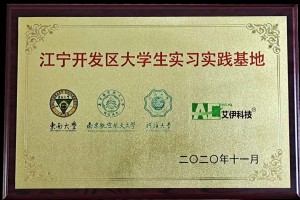 江宁开发区大学生实习实践基地
东南大学 南京航空航天大学 河海大学 AE 艾伊科技
二〇二〇年十一月